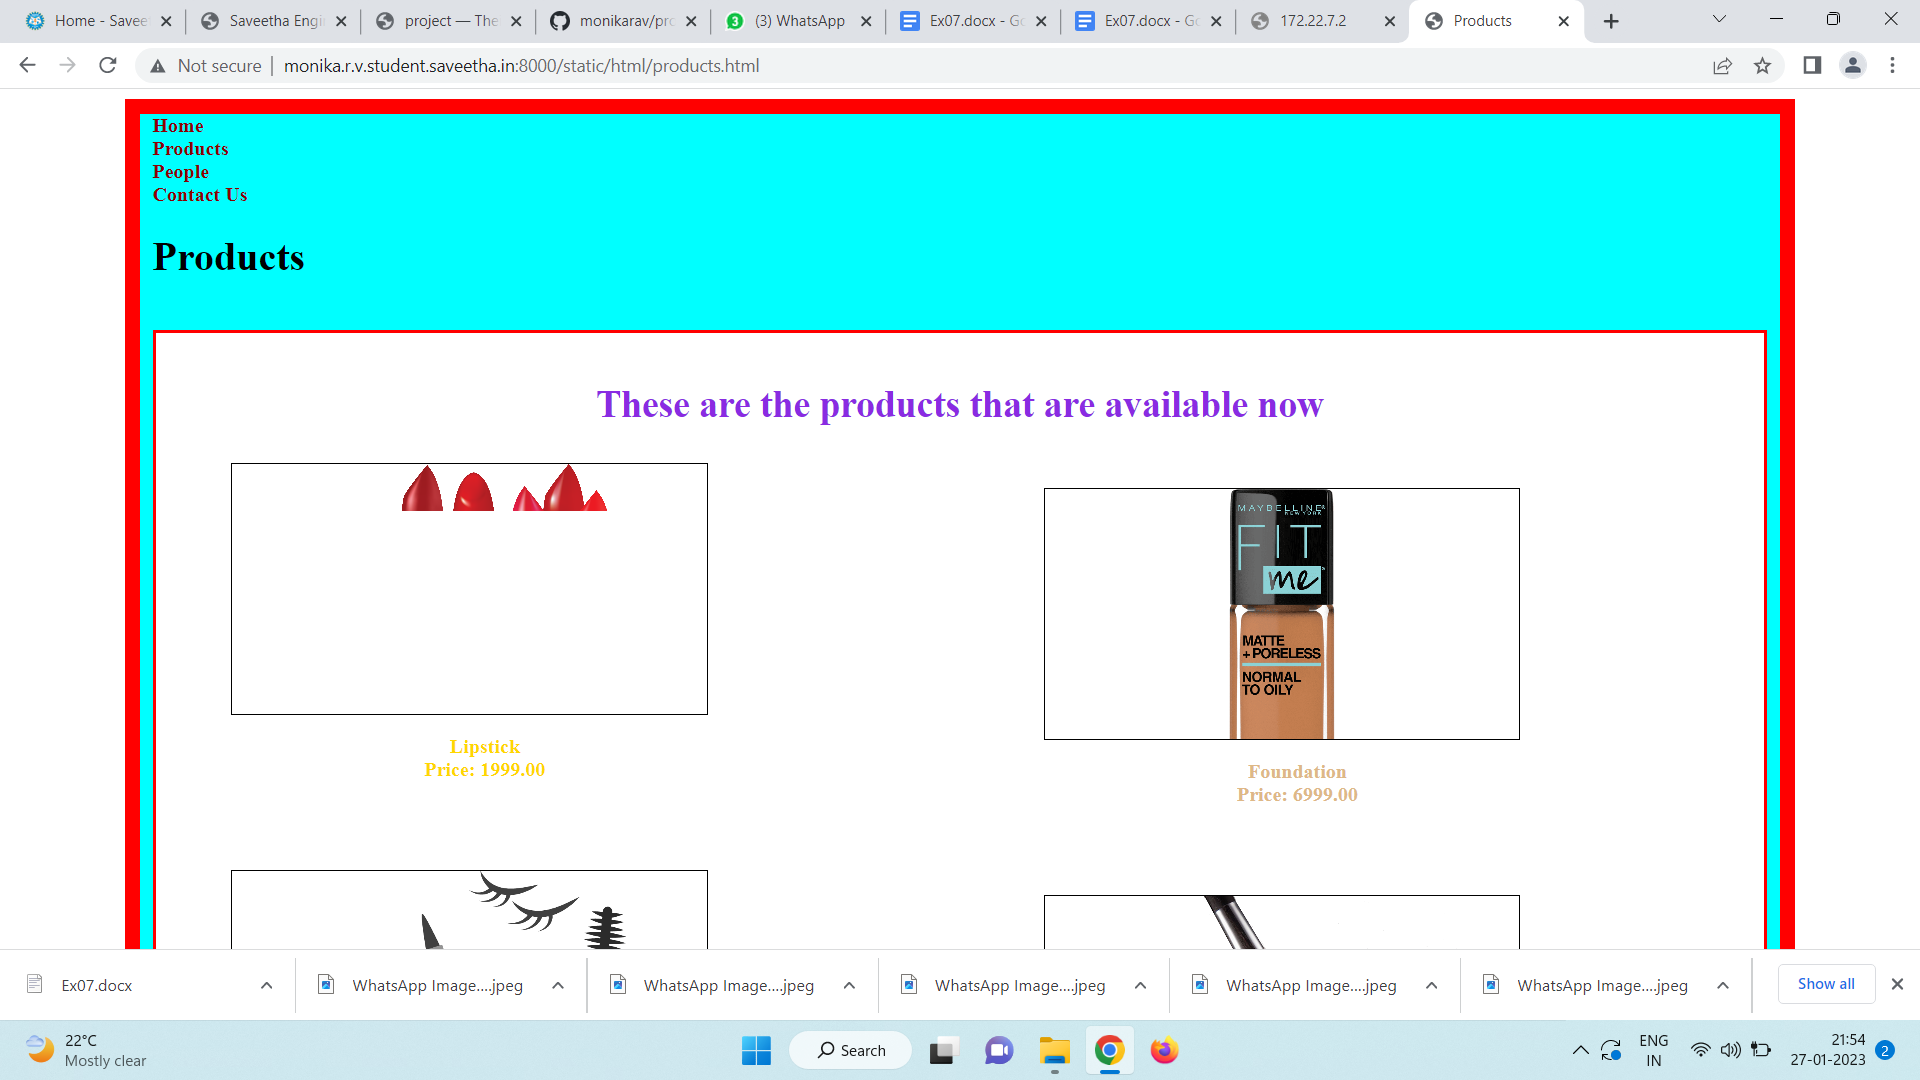 Home - Savee
Saveetha Engi
project — The
monikarav/pro
3
(3) WhatsApp
Ex07.docx - Go
Ex07.docx - Go
172.22.7.2
Products
Not secure
monika.r.v.student.saveetha.in:8000/static/html/products.html
Home
Products
People
Contact Us
Products
These are the products that are available now
MAYBELLINE
NEW YORK
FIT
me
MATTE
+ PORELESS
NORMAL
TO OILY
Lipstick
Price: 1999.00
Foundation
Price: 6999.00
Ex07.docx
WhatsApp Image....jpeg
WhatsApp Image....jpeg
WhatsApp Image....jpeg
WhatsApp Image....jpeg
WhatsApp Image....jpeg
Show all
22°C
Mostly clear
Search
ENG
IN
21:54
27-01-2023
2